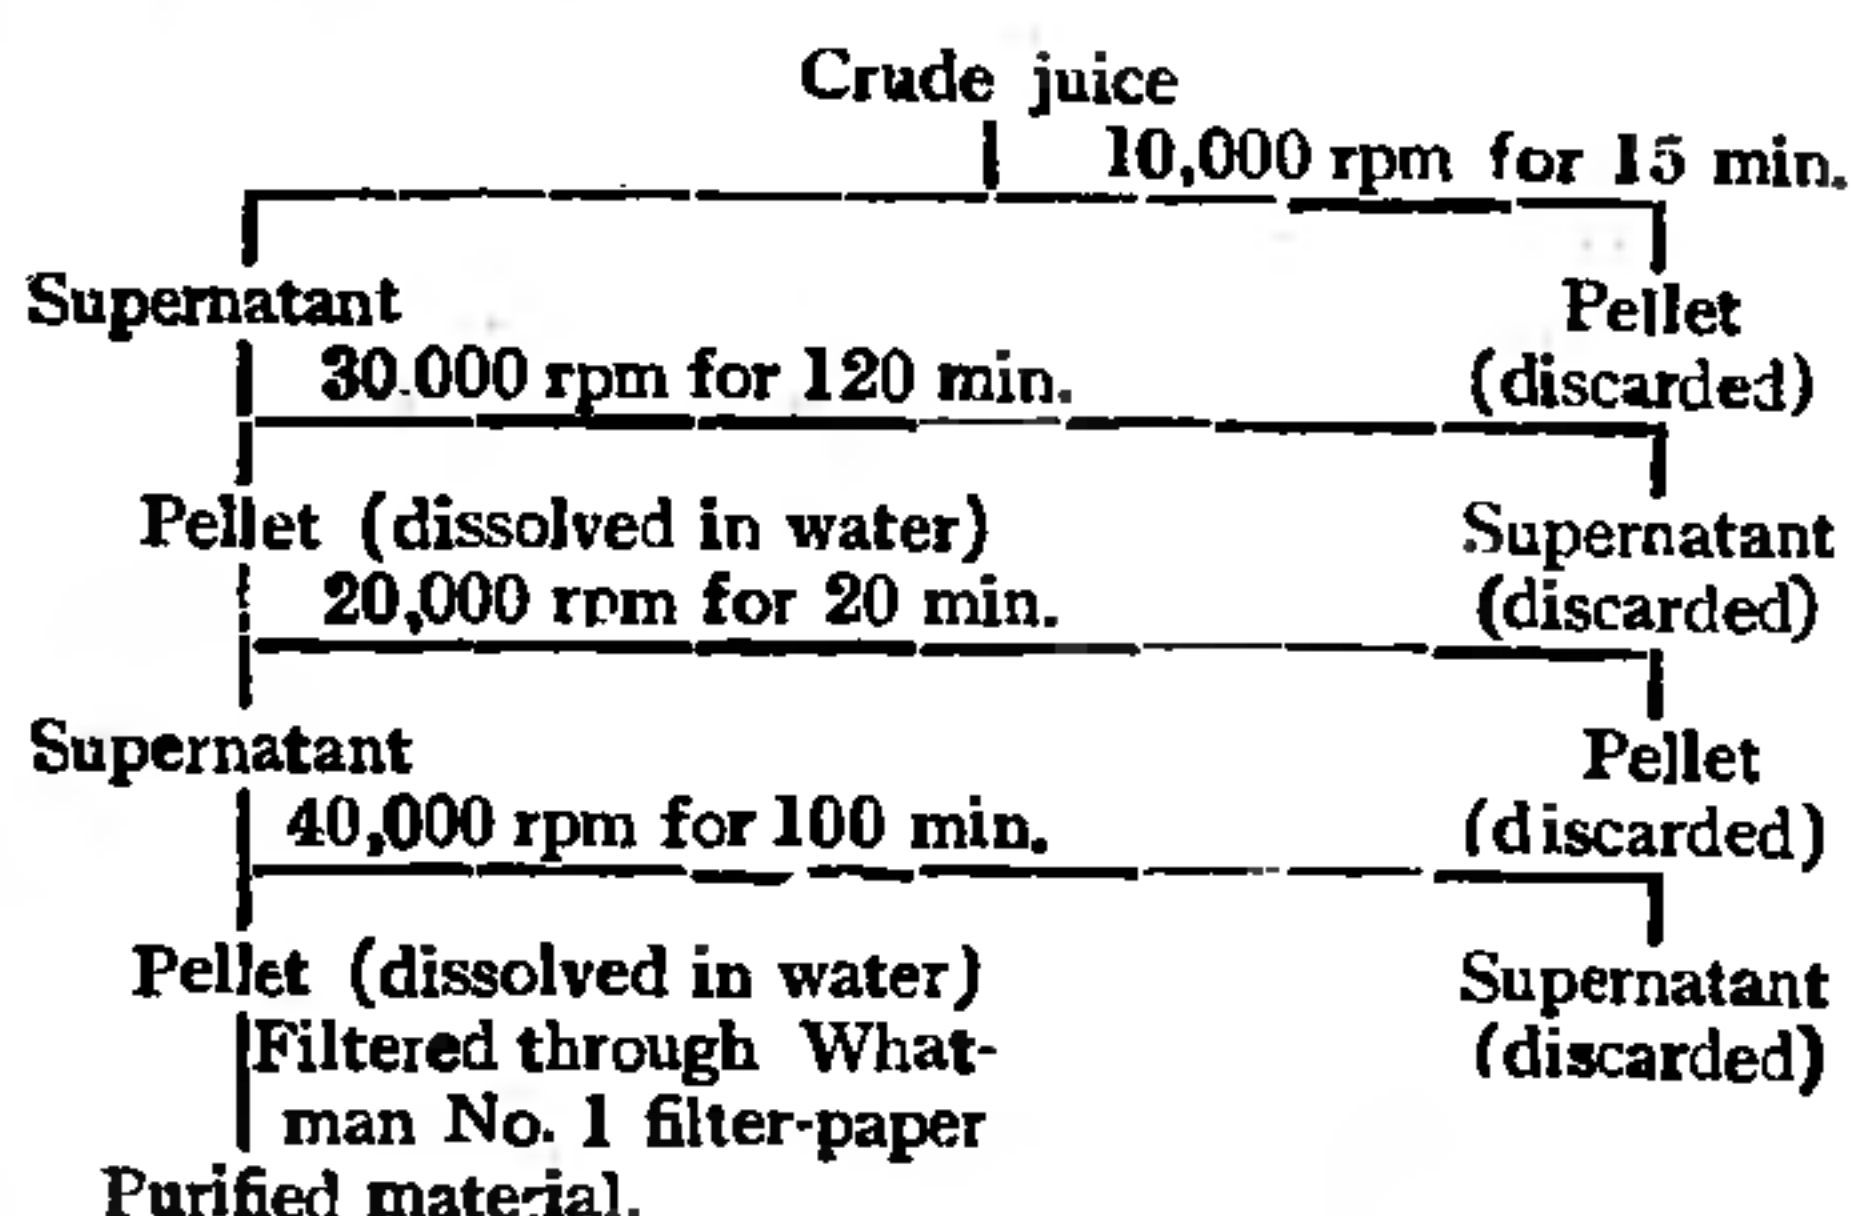 Crude juice
10,000 rpm for 15 min.
Supernatant
Pellet
(discarded)
30.000 rpm for 120 min.
Pellet (dissolved in water)
Supernatant
(discarded)
20,000 rpm for 20 min.
Supernatant
Pellet
(discarded)
40,000 rpm for 100 min.
Pellet (dissolved in water)
Supernatant
(discarded)
Filtered through What-
man No. 1 filter-paper
Purified material.